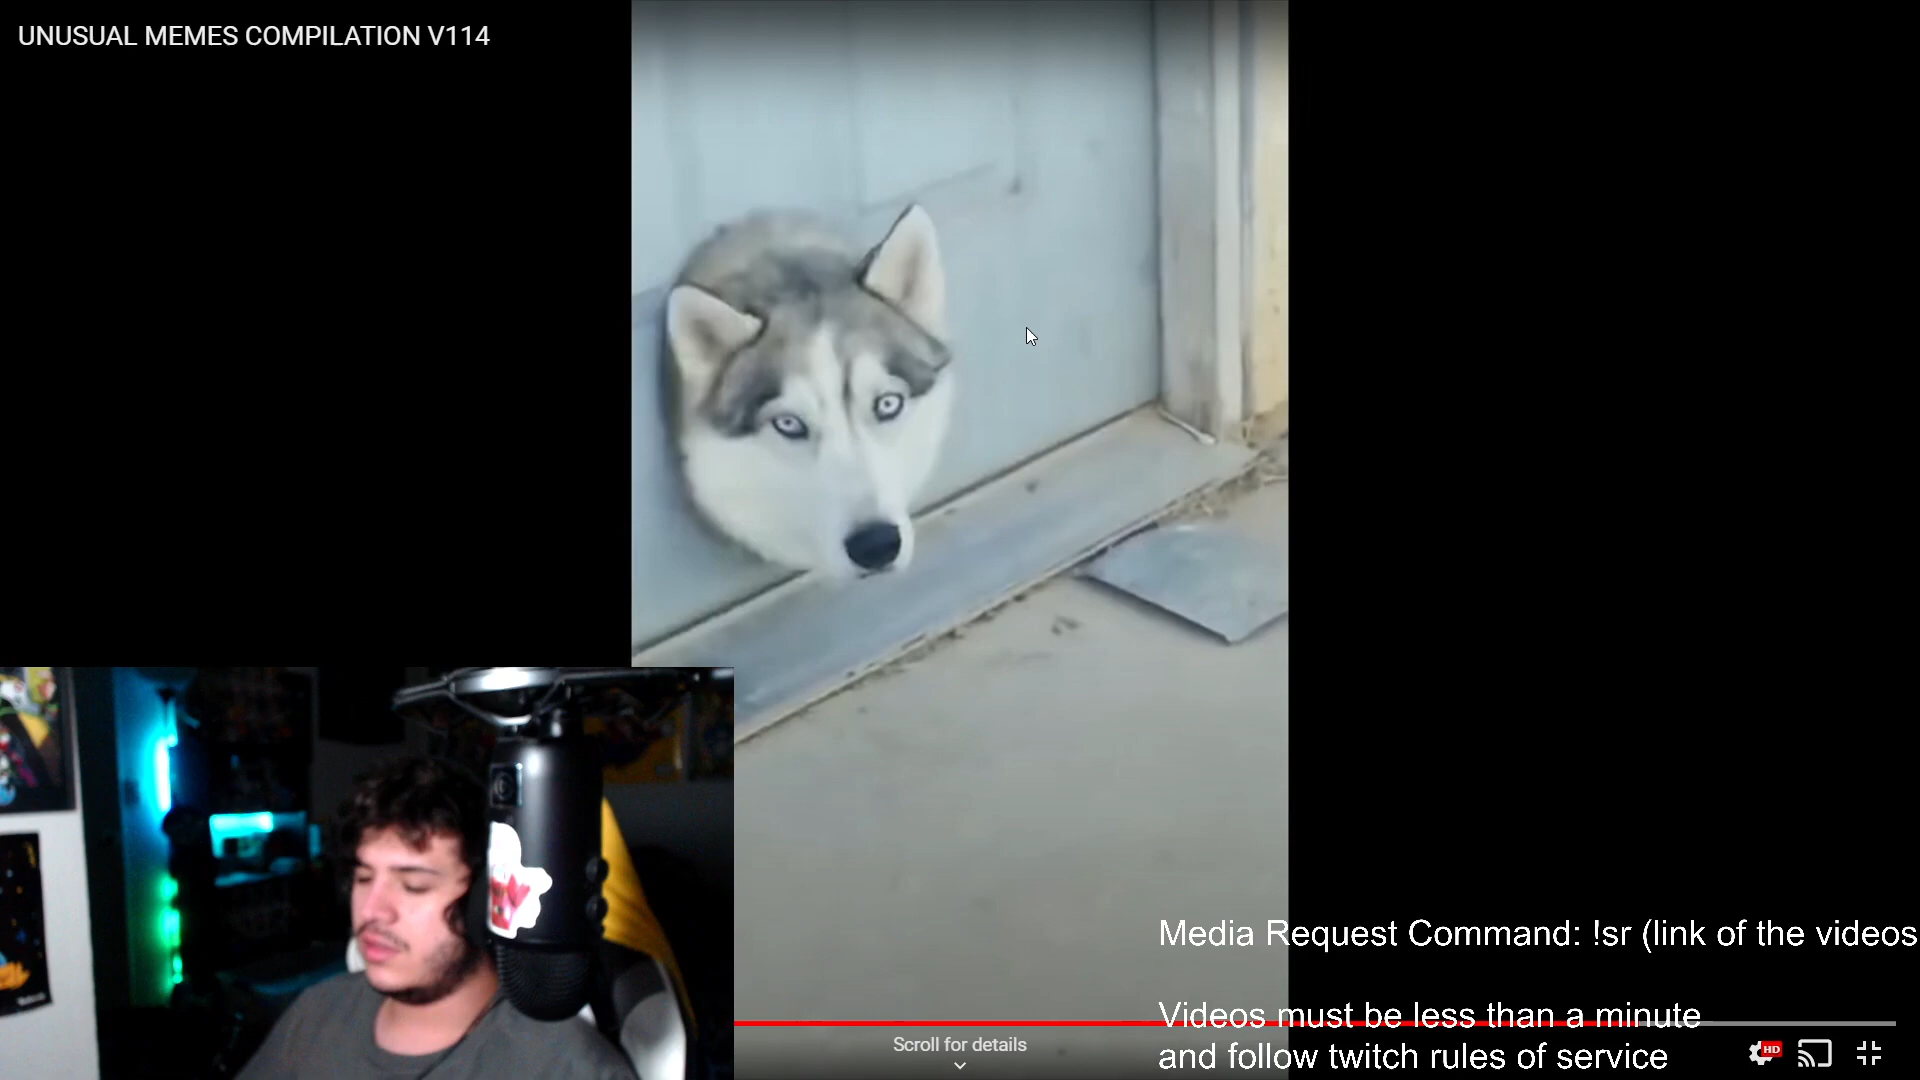 UNUSUAL MEMES COMPILATION V114
Media Request Command: !sr (link of the videos
Videos must be less than a minute
Scroll for details
and follow twitch rules of service
HD